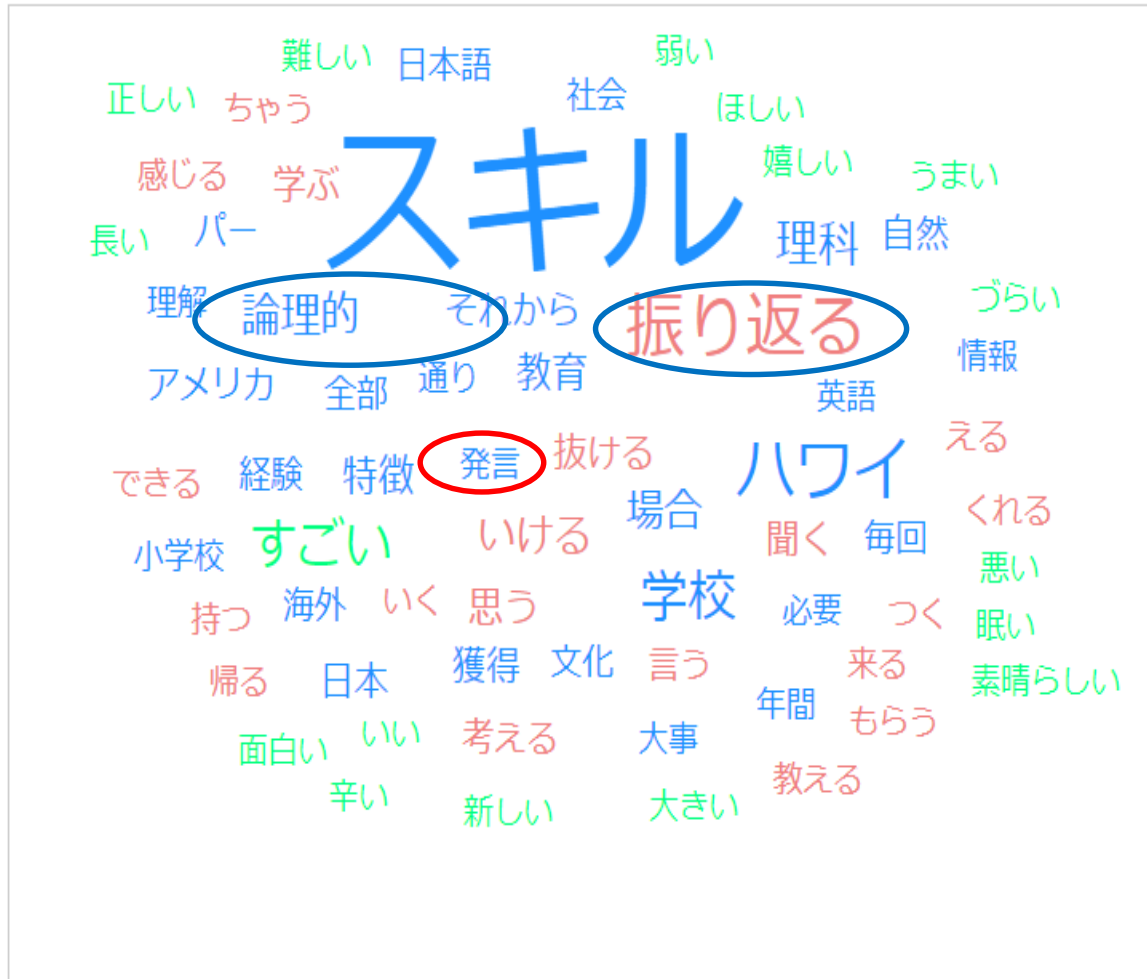 難しい 日本語 弱い
正しい ちゃう 社会 ほしい
感じる 学ぶ スキル 嬉しい うまい
長い パー 理科 自然
理解 論理的 それから 振り返る づらい
アメリカ 全部 通り 教育 英語 情報
できる 経験 特徴 発言 抜ける ハワイ える
小学校 すごい いける 場合 聞く 毎回 くれる
持つ 海外 いく 思う 学校 必要 つく 悪い
眠い
帰る 日本 獲得 文化 言う 来る 素晴らしい
面白い いい 考える 大事 年間 もらう
辛い 新しい 大きい 教える